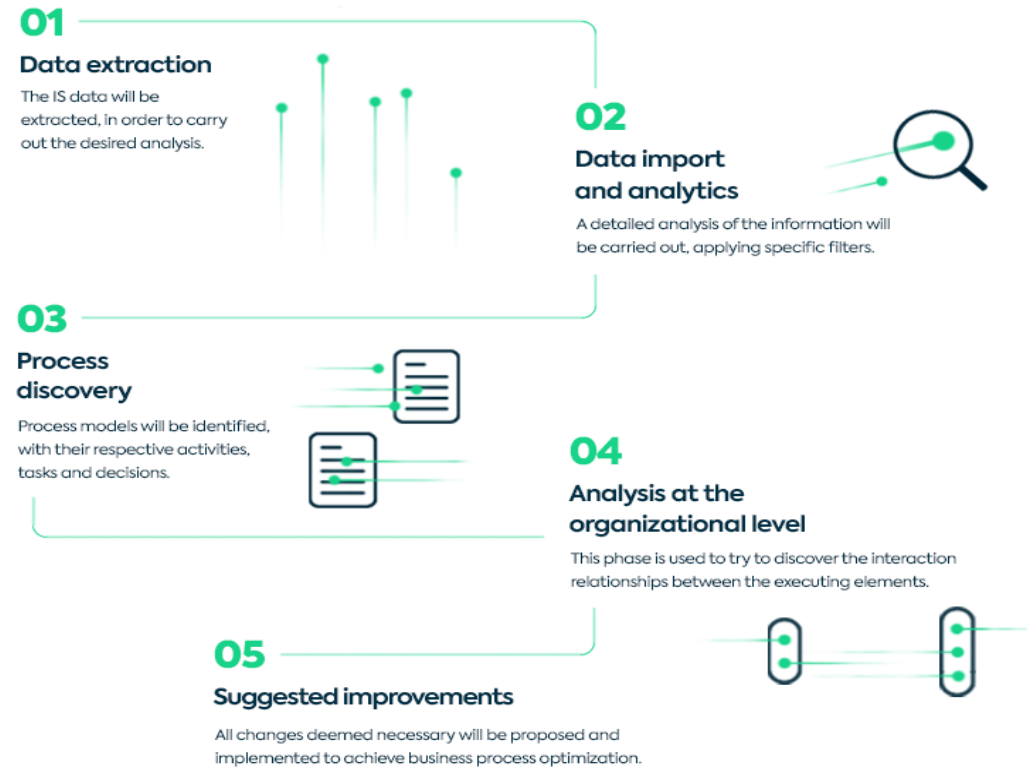 01
Data extraction
The IS data will be
extracted, in order to carry
out the desired analysis.
02
Data import
and analytics
A detailed analysis of the information will
be carried out, applying specific filters.
03
Process
discovery
Process models will be identified,
with their respective activities,
tasks and decisions.
04
Analysis at the
organizational level
This phase is used to try to discover the interaction
relationships between the executing elements.
05
Suggested improvements
All changes deemed necessary will be proposed and
implemented to achieve business process optimization.